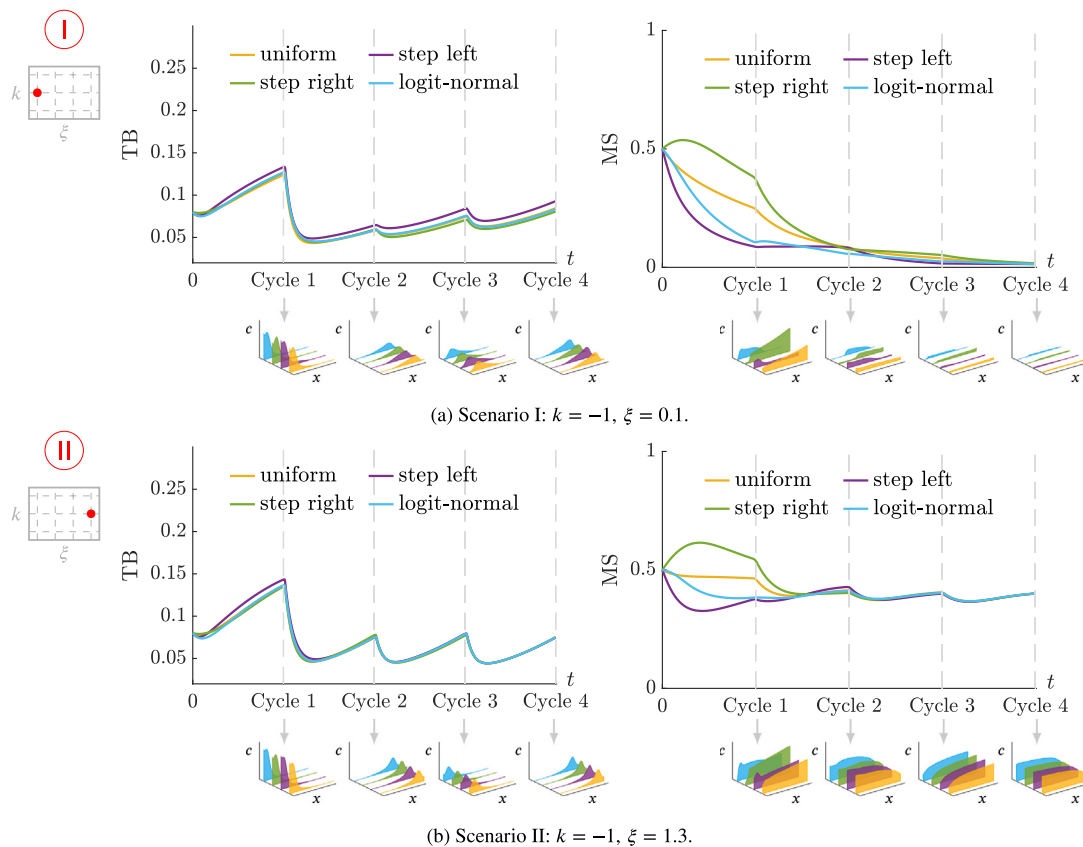 I
k
ξ
TB
0.25
0.2
0.15
0.1
0.05
uniform
step left
step right
logit-normal
0
Cycle 1
Cycle 2
Cycle 3
Cycle 4
t
c
x
c
x
c
x
c
x
MS
1
0.5
0
uniform
step left
step right
logit-normal
0
Cycle 1
Cycle 2
Cycle 3
Cycle 4
t
c
x
c
x
c
x
c
x
(a) Scenario I: k = −1, ξ = 0.1.
II
k
ξ
TB
0.25
0.2
0.15
0.1
0.05
uniform
step left
step right
logit-normal
0
Cycle 1
Cycle 2
Cycle 3
Cycle 4
t
c
x
c
x
c
x
c
x
MS
1
0.5
0
uniform
step left
step right
logit-normal
0
Cycle 1
Cycle 2
Cycle 3
Cycle 4
t
c
x
c
x
c
x
c
x
(b) Scenario II: k = −1, ξ = 1.3.